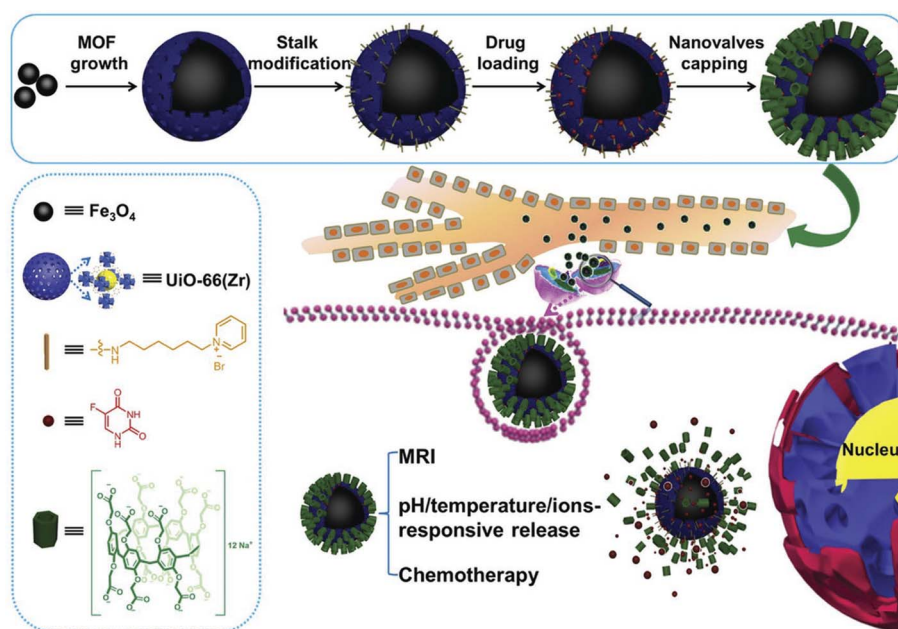 MOF
growth
Stalk
modification
Drug
loading
Nanovalves
capping
≡ Fe₃O₄
≡ UiO-66(Zr)
N
H
N
+
−
Br
F
O
NH
N
H
O
12 Na⁺
MRI
pH/temperature/ions-
responsive release
Chemotherapy
Nucleu